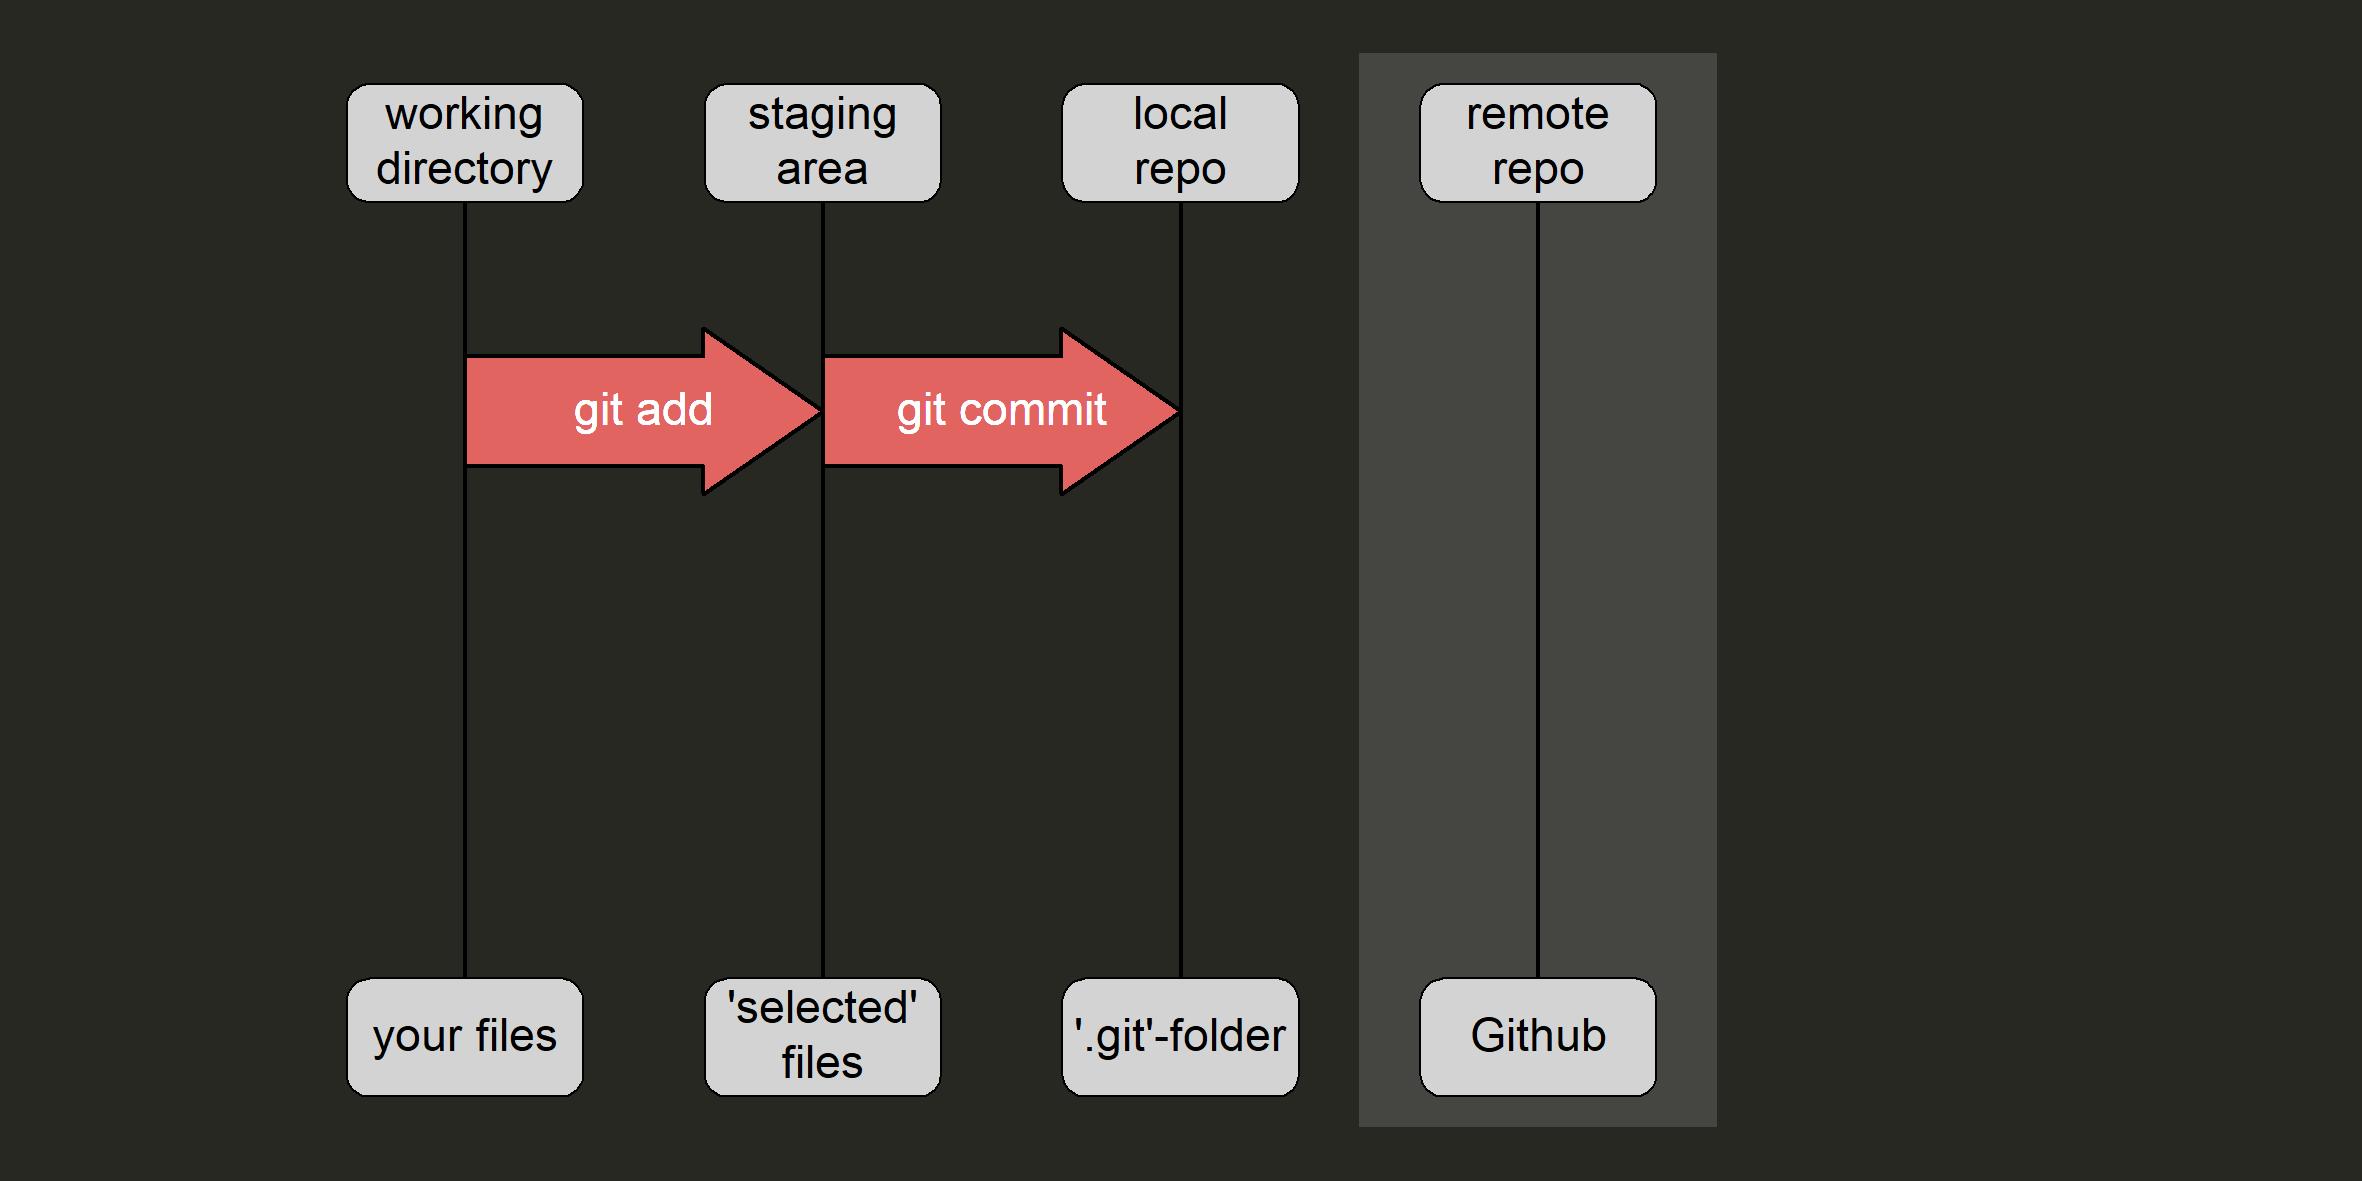 working
directory
staging
area
local
repo
remote
repo
git add
git commit
your files
'selected'
files
'.git'-folder
Github